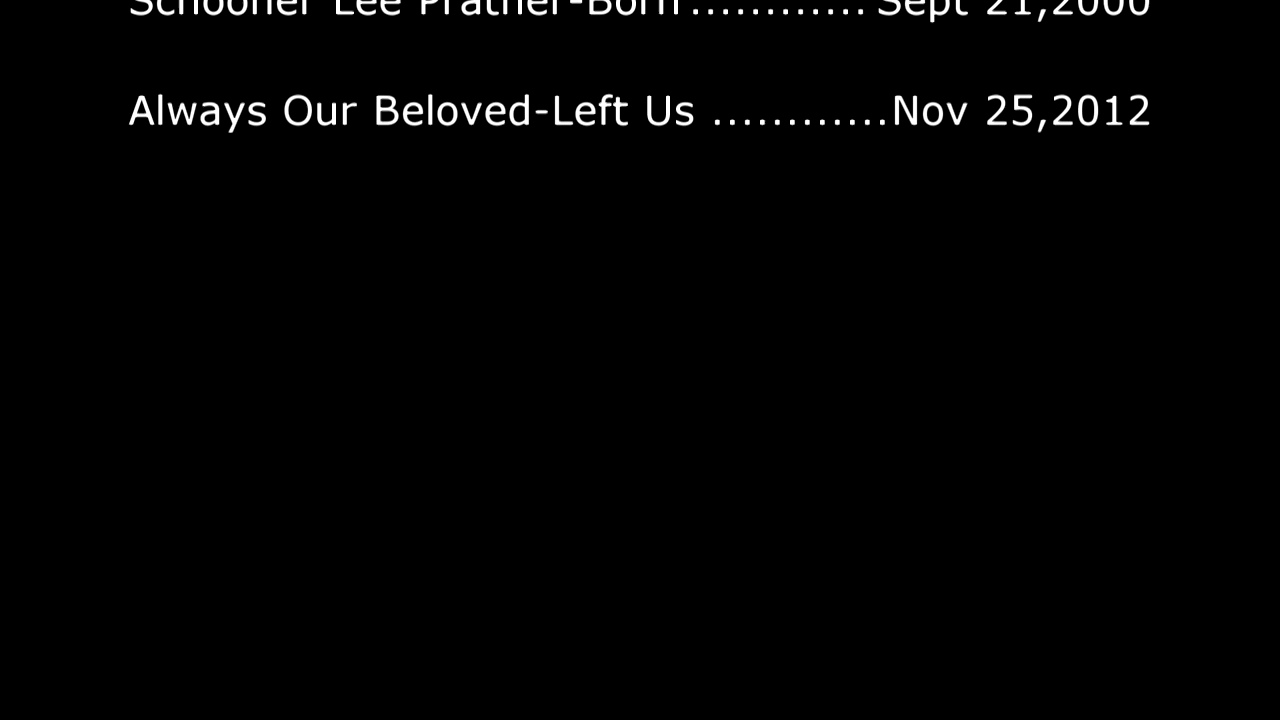 Schooner Lee Prather-Born............ Sept 21,2000
Always Our Beloved-Left Us ............Nov 25,2012